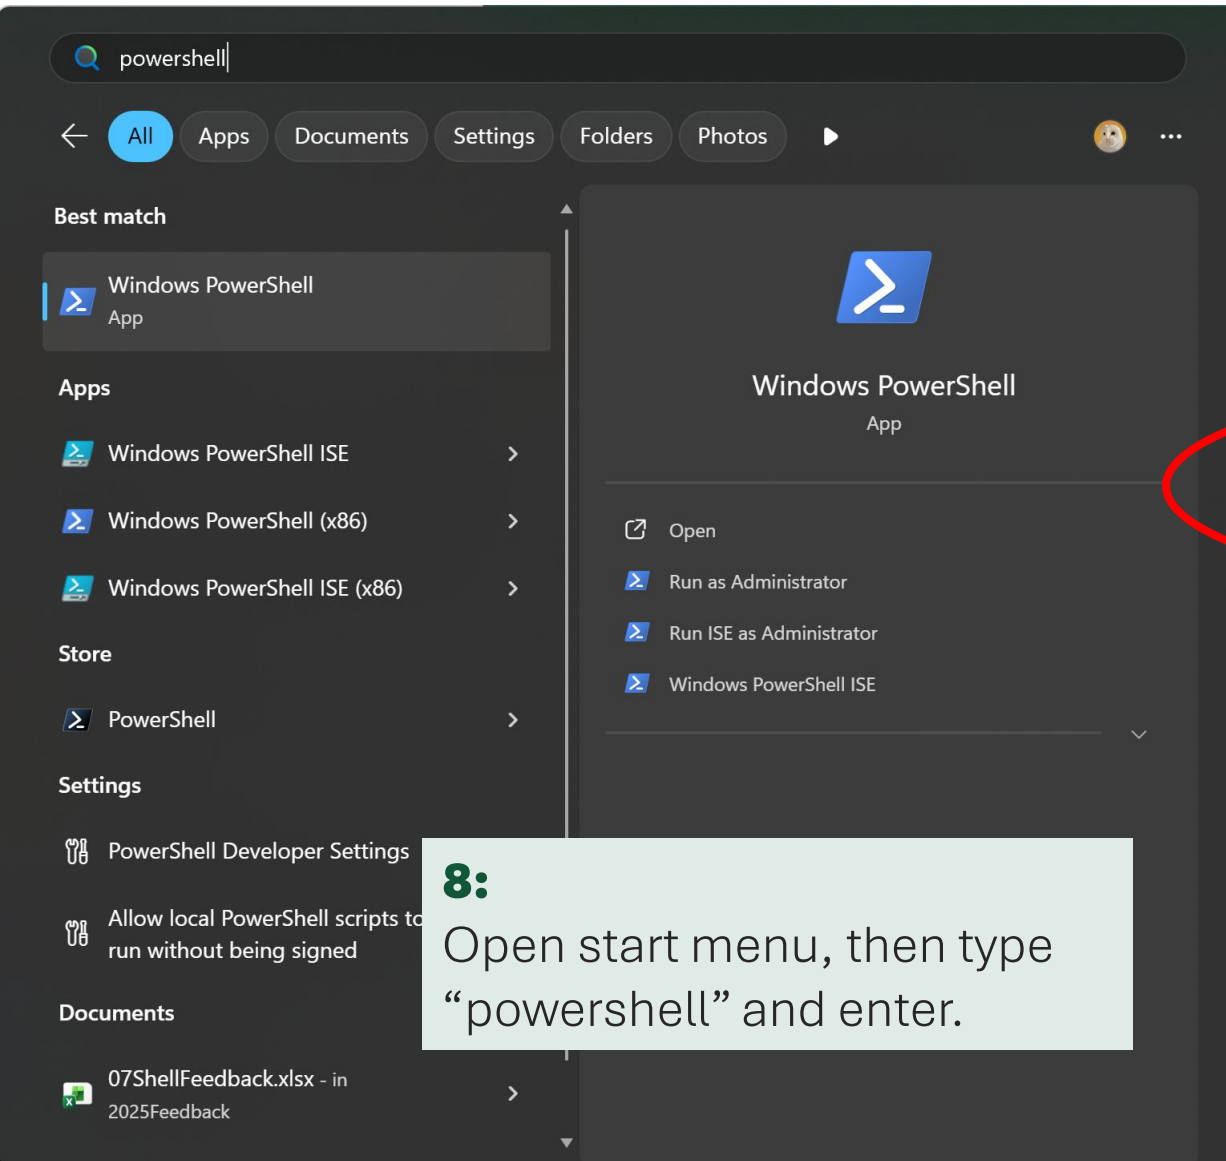 powershell
All Apps Documents Settings Folders Photos
Best match
Windows PowerShell
App
Apps
Windows PowerShell ISE
Windows PowerShell (x86)
Windows PowerShell ISE (x86)
Store
PowerShell
Settings
PowerShell Developer Settings
Allow local PowerShell scripts to
run without being signed
Documents
07ShellFeedback.xlsx - in
2025Feedback
Windows PowerShell
App
Open
Run as Administrator
Run ISE as Administrator
Windows PowerShell ISE
8:
Open start menu, then type
“powershell” and enter.